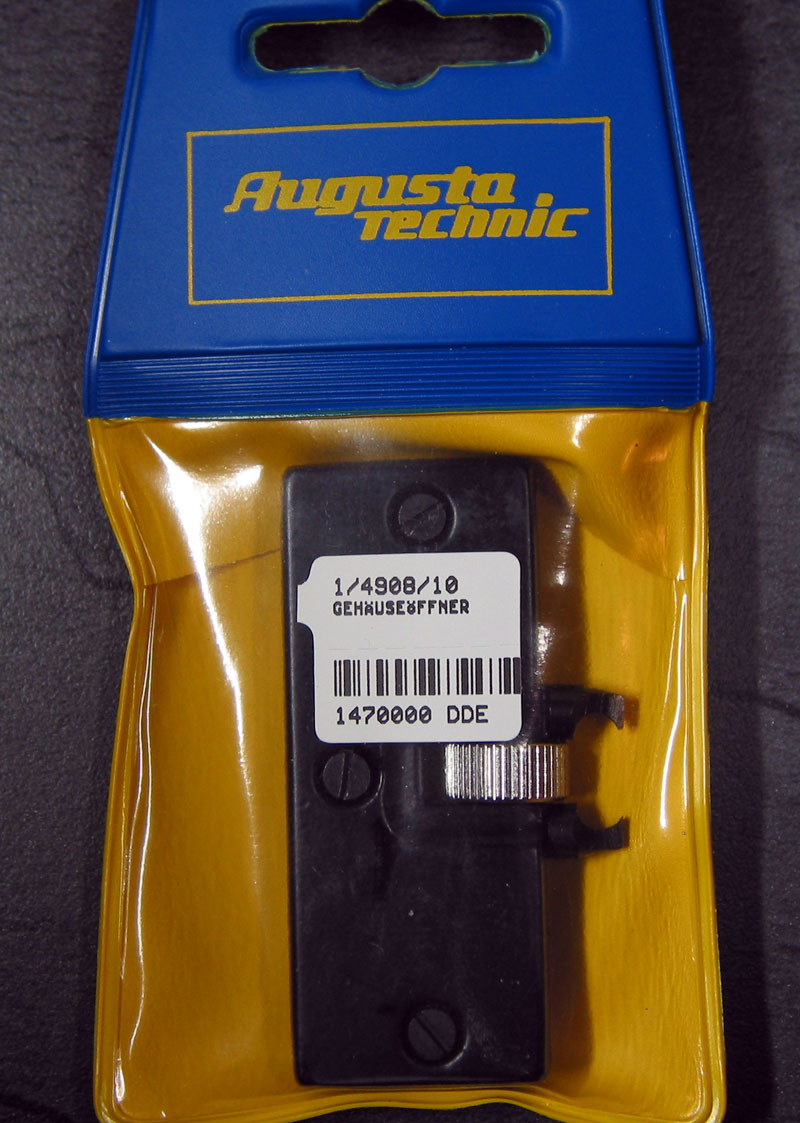 Augusta
Technic
1/4908/10
GEHÄUSEÖFFNER
1470000 DDE